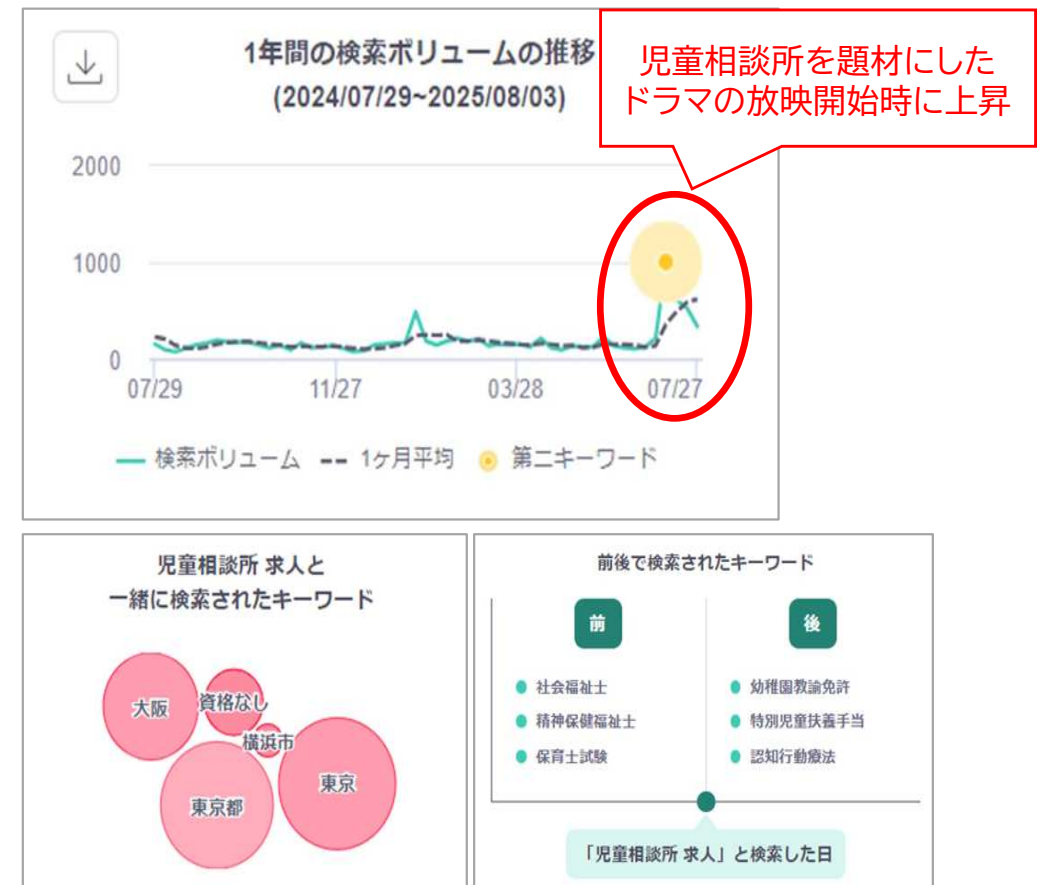 1年間の検索ボリュームの推移
(2024/07/29~2025/08/03)
児童相談所を題材にした
ドラマの放映開始時に上昇
2000
1000
0
07/29
11/27
03/28
07/27
検索ボリューム
1ヶ月平均
第二キーワード
児童相談所 求人と
一緒に検索されたキーワード
大阪
資格なし
横浜市
東京都
東京
前後で検索されたキーワード
前
後
社会福祉士
精神保健福祉士
保育士試験
幼稚園教諭免許
特別児童扶養手当
認知行動療法
「児童相談所 求人」と検索した日